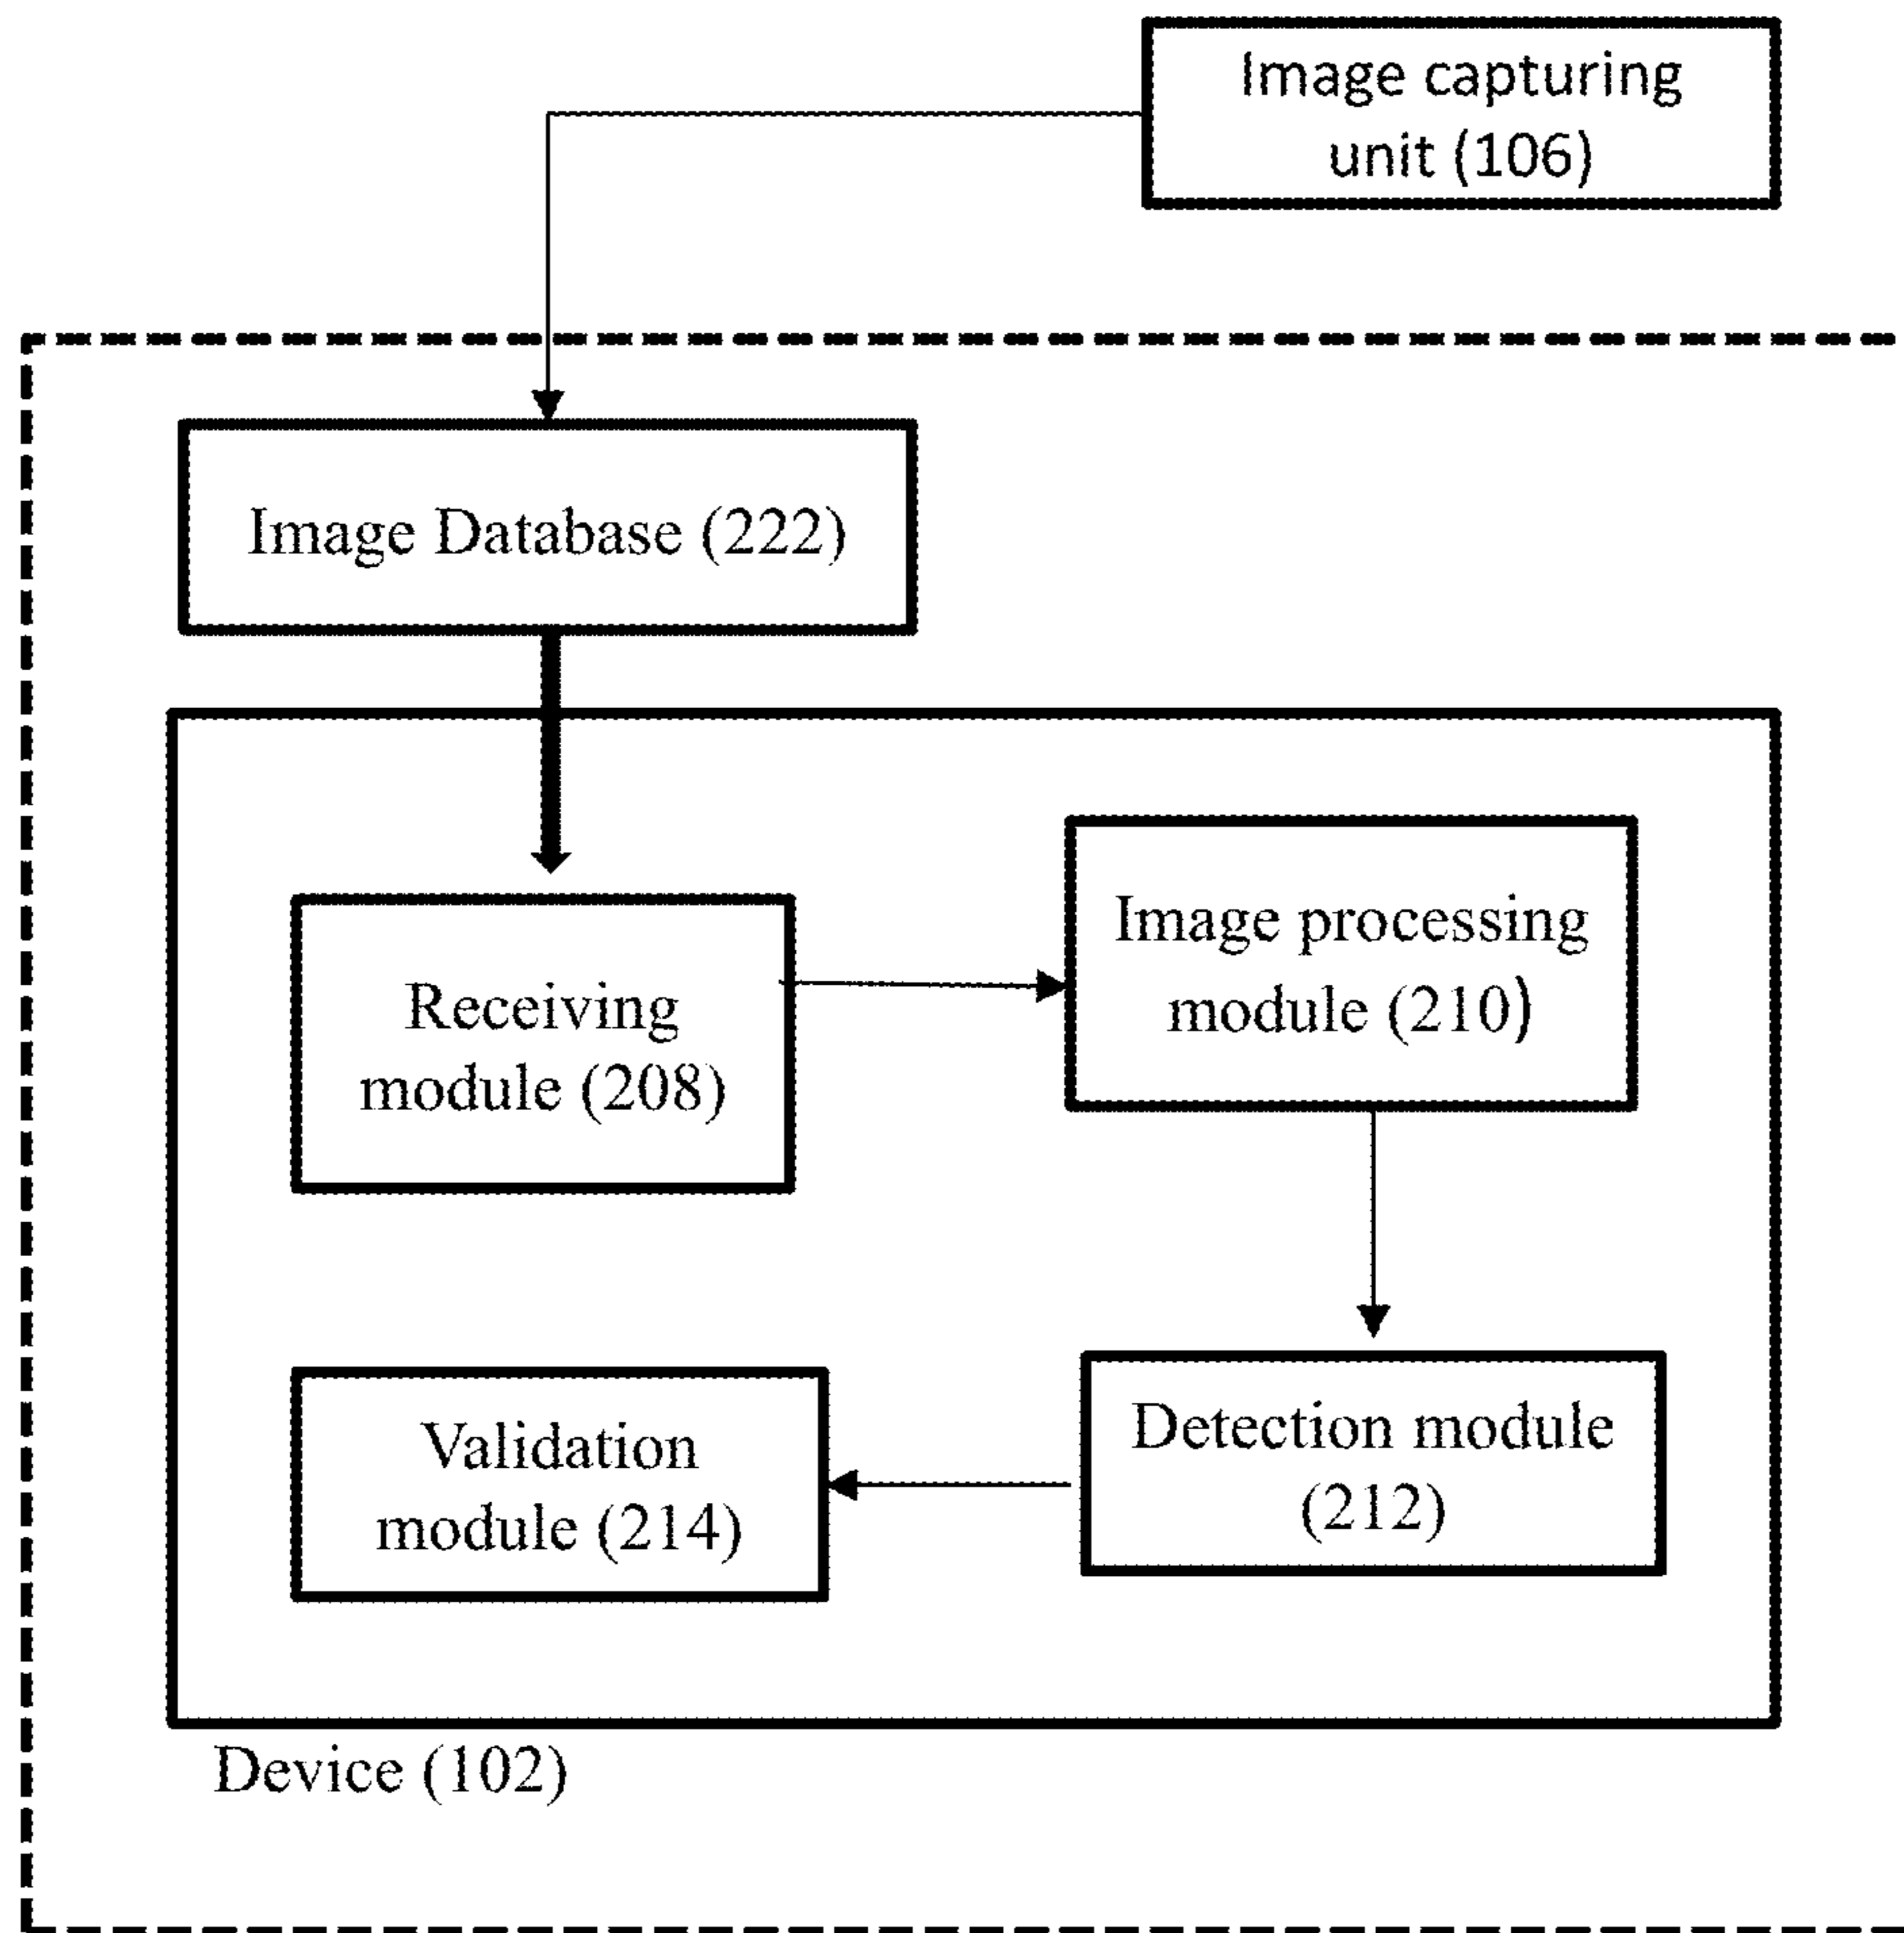 Image capturing
unit (106)
Image Database (222)
Image processing
module (210)
Receiving
module (208)
Detection module
(212)
Validation
module (214)
Device (102)